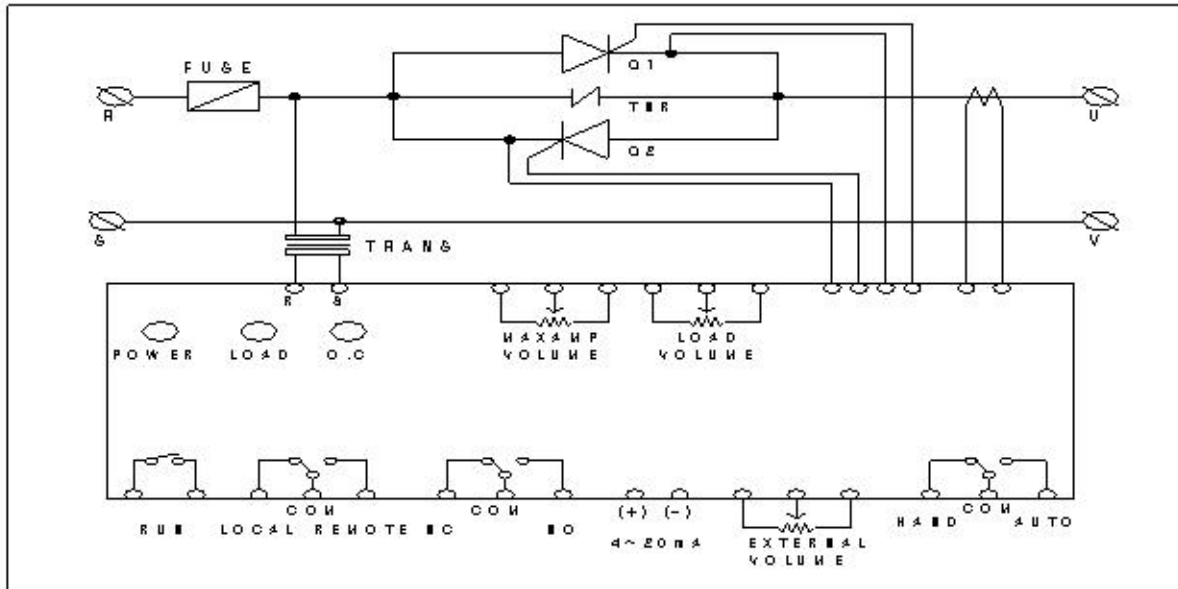 FUSE
Q1
R
TNR
U
Q2
S
V
TRANS
R S
POWER LOAD O.C
MAXAMP
VOLUME
LOAD
VOLUME
RUN
LOCAL COM REMOTE
NC COM NO
(+) (-)
4~20mA
EXTERNAL
VOLUME
HAND COM AUTO